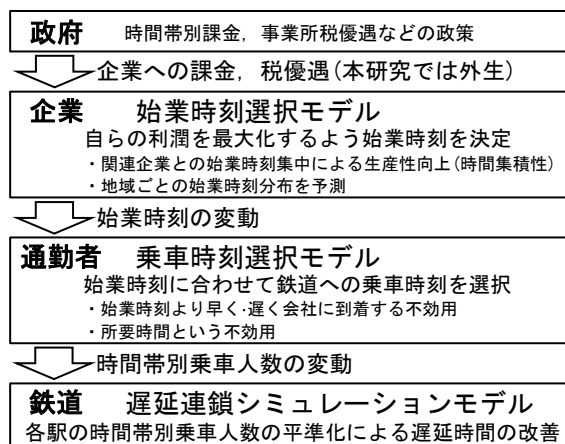 政府 時間帯別課金，事業所税優遇などの政策
企業への課金，税優遇(本研究では外生)
企業 始業時刻選択モデル
自らの利潤を最大化するよう始業時刻を決定
・関連企業との始業時刻集中による生産性向上(時間集積性)
・地域ごとの始業時刻分布を予測
始業時刻の変動
通勤者 乗車時刻選択モデル
始業時刻に合わせて鉄道への乗車時刻を選択
・始業時刻より早く・遅く会社に到着する不効用
・所要時間という不効用
時間帯別乗車人数の変動
鉄道 遅延連鎖シミュレーションモデル
各駅の時間帯別乗車人数の平準化による遅延時間の改善